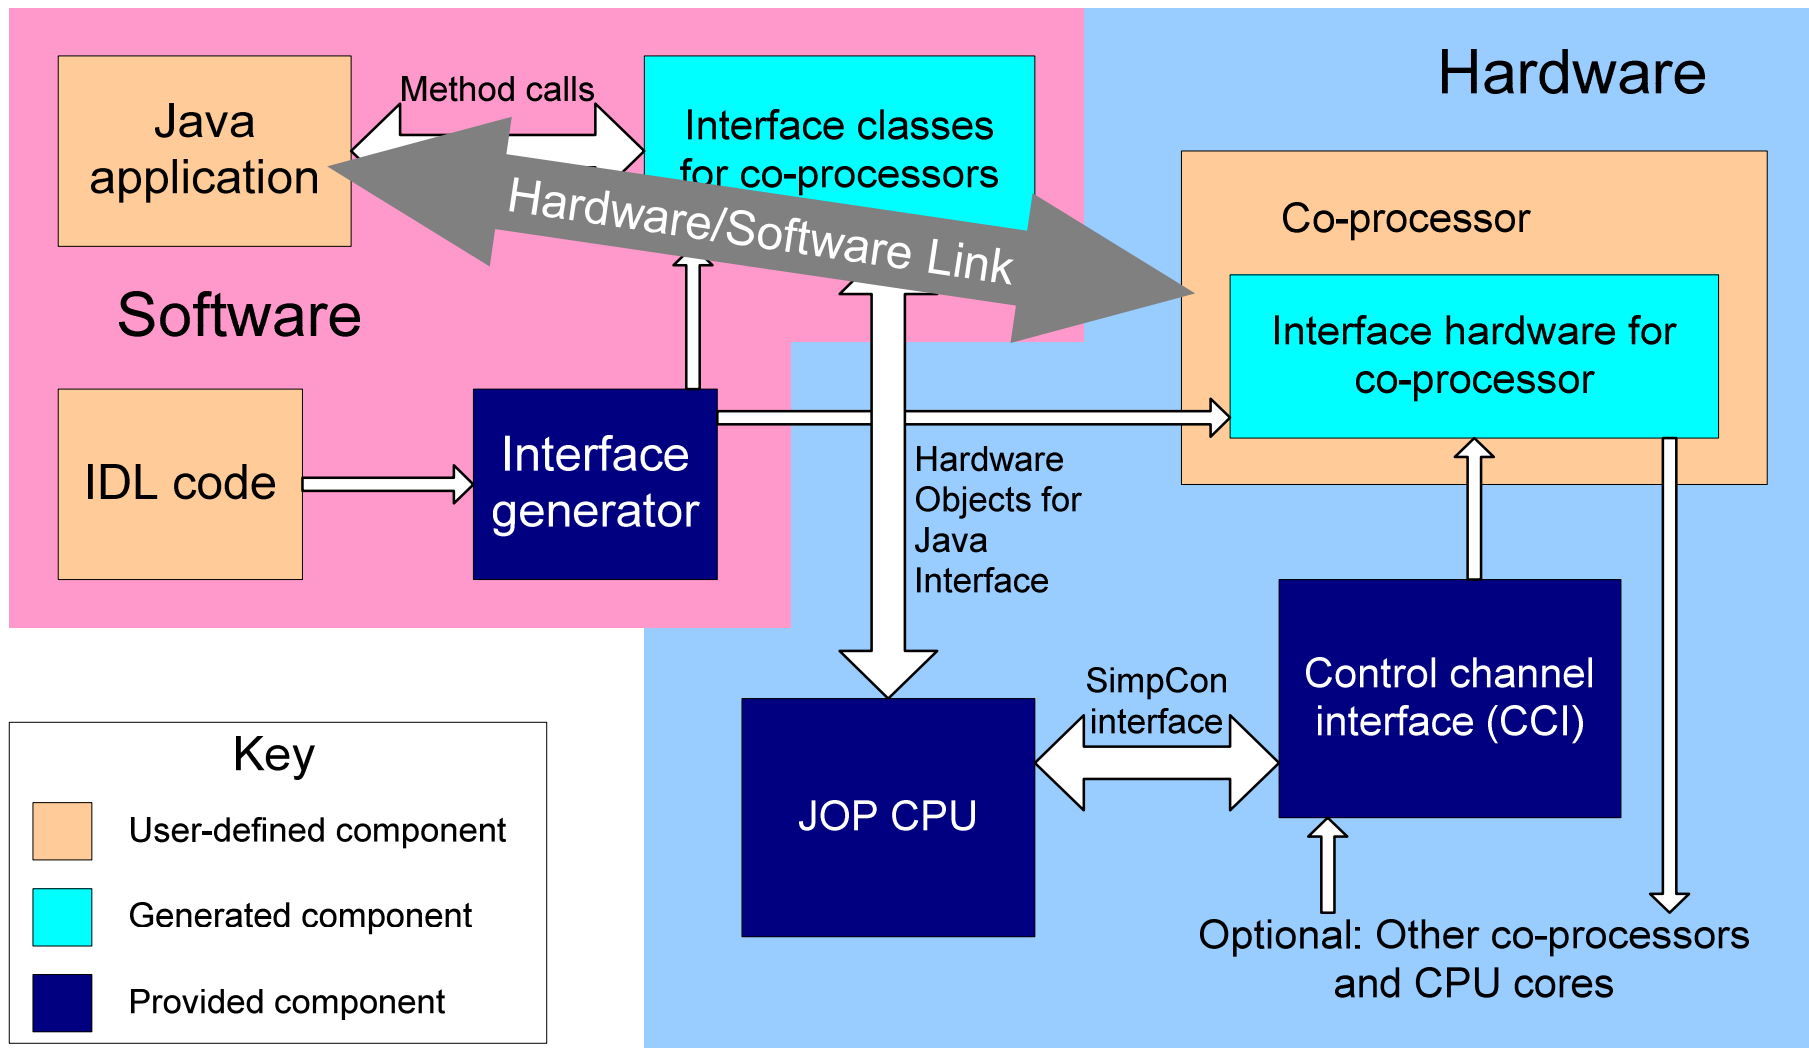 Hardware
Method calls
Java
application
Interface classes
for co-processors
Hardware/Software Link
Co-processor
Interface hardware for
co-processor
Software
IDL code
Interface
generator
Hardware
Objects for
Java
Interface
SimpCon
interface
Control channel
interface (CCI)
JOP CPU
Optional: Other co-processors
and CPU cores
Key
User-defined component
Generated component
Provided component